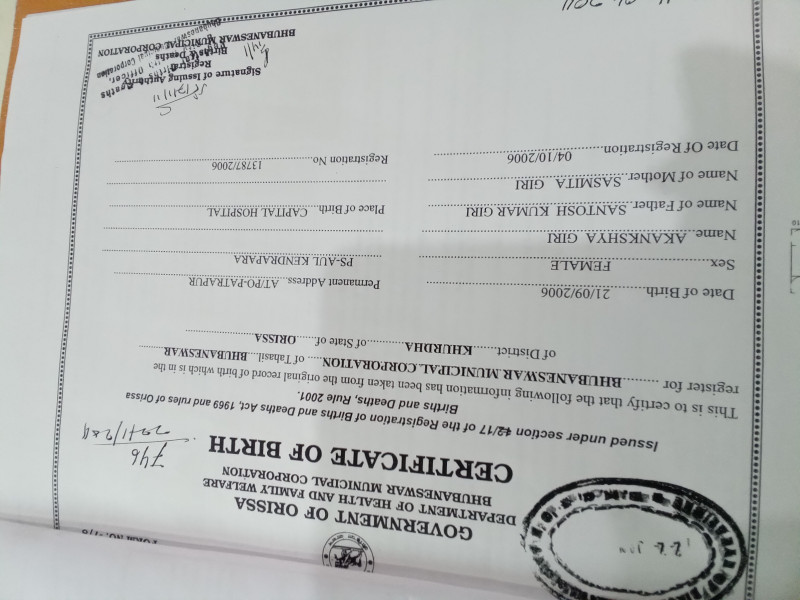 GOVERNMENT OF ORISSA
DEPARTMENT OF HEALTH AND FAMILY WELFARE
BHUBANESWAR MUNICIPAL CORPORATION
CERTIFICATE OF BIRTH
746
Issued under section 42/17 of the Registration of Births and Deaths Act, 1969 and rules of Orissa
Births and Deaths, Rule 2001.
This is to certify that the following information has been taken from the original record of birth which is in the
register for ..........BHUBANESWAR MUNICIPAL CORPORATION...... of Tahasil...BHUBANESWAR
of District.......KHURDHA..........of State of.....ORISSA
Date of Birth 21/09/2006
Sex FEMALE
Name AKANKSHYA GIRI
Name of Father SANTOSH KUMAR GIRI
Name of Mother SASMITA GIRI
Date Of Registration 04/10/2006
Permanent Address AT/PO-PATRAPUR
PS-AUL KENDRAPARA
Place of Birth CAPITAL HOSPITAL
Registration No 13787/2006
Signature of Issuing Authority
Registrar
Births & Deaths
BHUBANESWAR MUNICIPAL CORPORATION